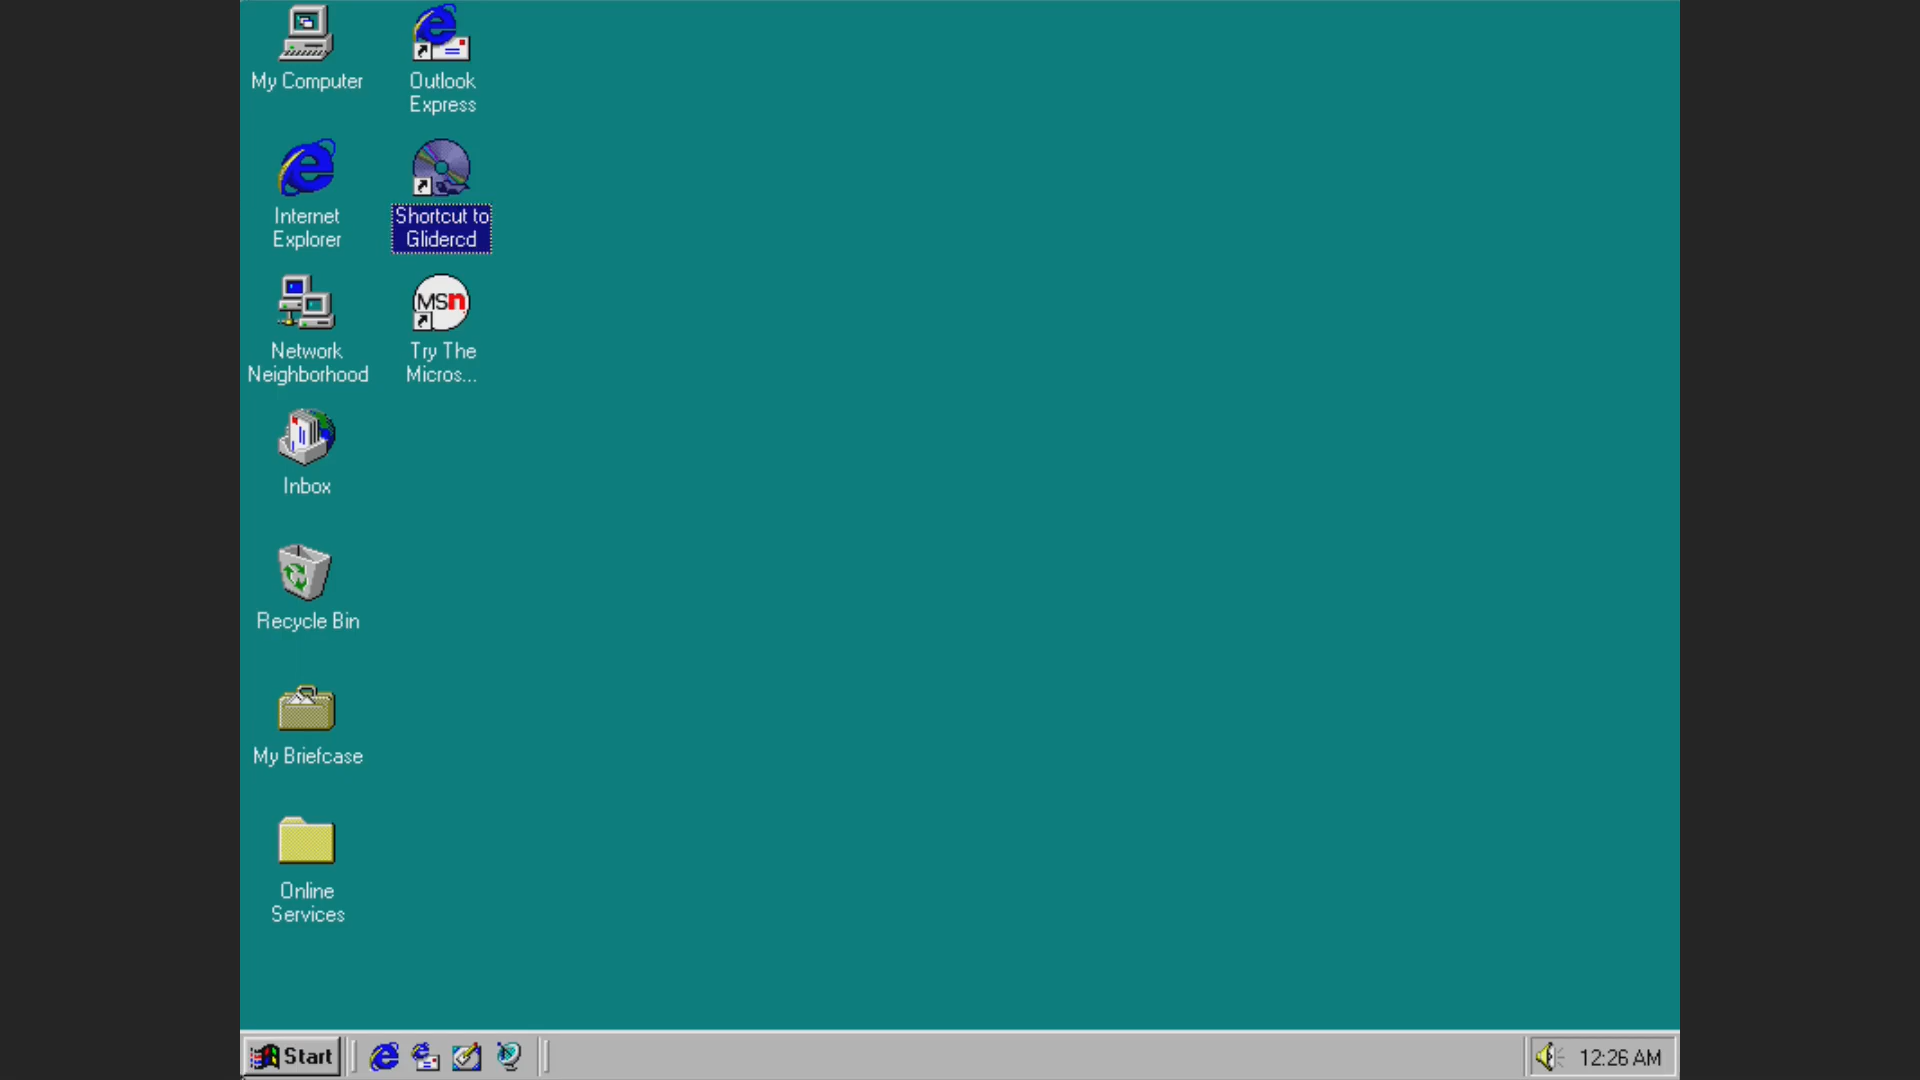 My Computer
Outlook
Express
Internet
Explorer
Shortcut to
Glidercd
Network
Neighborhood
MSn
Try The
Micros...
Inbox
Recycle Bin
My Briefcase
Online
Services
Start
12:26 AM